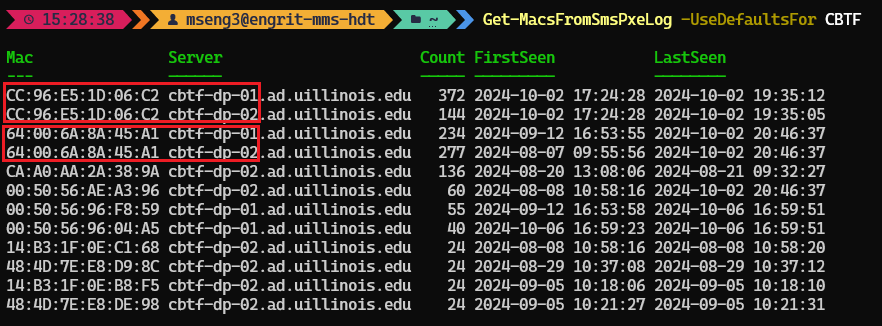 15:28:38 mseng3@engrit-mms-hdt ~ Get-MacsFromSmsPxeLog -UseDefaultsFor CBTF
Mac Server Count FirstSeen LastSeen
--- ------ ----- --------- --------
CC:96:E5:1D:06:C2 cbtf-dp-01.ad.uillinois.edu 372 2024-10-02 17:24:28 2024-10-02 19:35:12
CC:96:E5:1D:06:C2 cbtf-dp-02.ad.uillinois.edu 144 2024-10-02 17:24:28 2024-10-02 19:35:05
64:00:6A:8A:45:A1 cbtf-dp-01.ad.uillinois.edu 234 2024-09-12 16:53:55 2024-10-02 20:46:37
64:00:6A:8A:45:A1 cbtf-dp-02.ad.uillinois.edu 277 2024-08-07 09:55:56 2024-10-02 20:46:37
CA:A0:AA:2A:38:9A cbtf-dp-02.ad.uillinois.edu 136 2024-08-20 13:08:06 2024-08-21 09:32:27
00:50:56:AE:A3:96 cbtf-dp-02.ad.uillinois.edu 60 2024-08-08 10:58:16 2024-10-02 20:46:37
00:50:56:96:F8:59 cbtf-dp-01.ad.uillinois.edu 55 2024-09-12 16:53:58 2024-10-06 16:59:51
00:50:56:96:04:A5 cbtf-dp-01.ad.uillinois.edu 40 2024-10-06 16:59:23 2024-10-06 16:59:51
14:B3:1F:0E:C1:68 cbtf-dp-02.ad.uillinois.edu 24 2024-08-08 10:58:16 2024-08-08 10:58:20
48:4D:7E:E8:D9:8C cbtf-dp-02.ad.uillinois.edu 24 2024-08-29 10:37:08 2024-08-29 10:37:12
14:B3:1F:0E:B8:F5 cbtf-dp-02.ad.uillinois.edu 24 2024-09-05 10:18:06 2024-09-05 10:18:10
48:4D:7E:E8:DE:98 cbtf-dp-02.ad.uillinois.edu 24 2024-09-05 10:21:27 2024-09-05 10:21:31